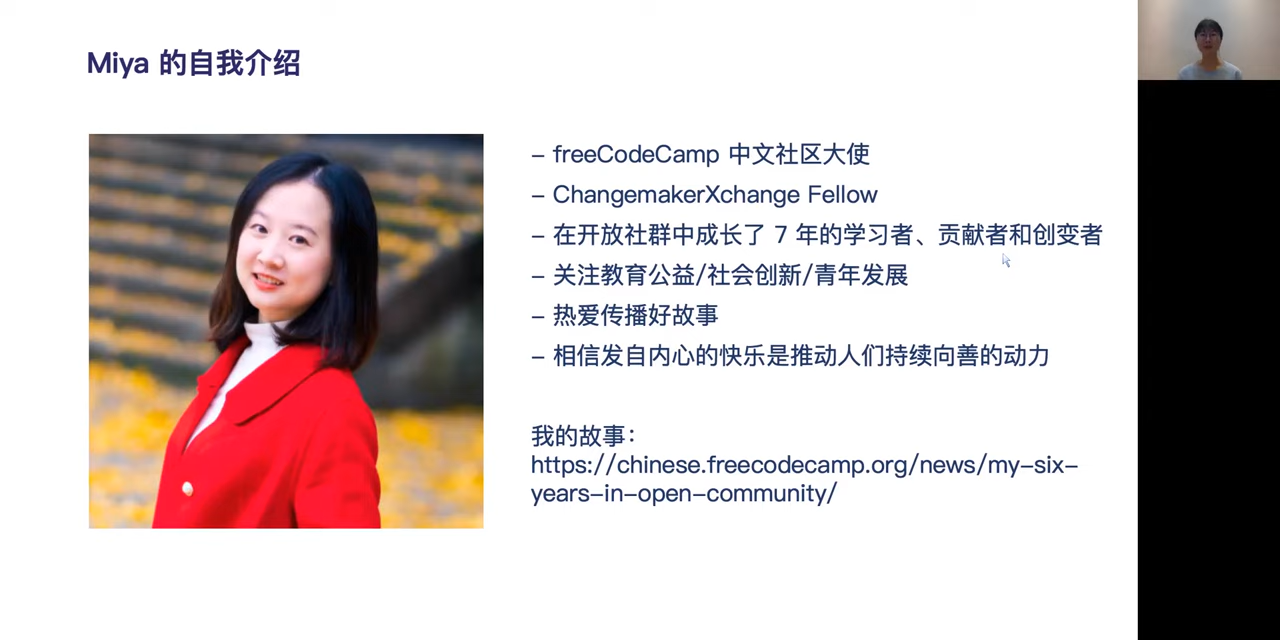 Miya 的自我介绍
– freeCodeCamp 中文社区大使
– ChangemakerXchange Fellow
– 在开放社群中成长了 7 年的学习者、贡献者和创变者
– 关注教育公益/社会创新/青年发展
– 热爱传播好故事
– 相信发自内心的快乐是推动人们持续向善的动力
我的故事：
https://chinese.freecodecamp.org/news/my-six-
years-in-open-community/